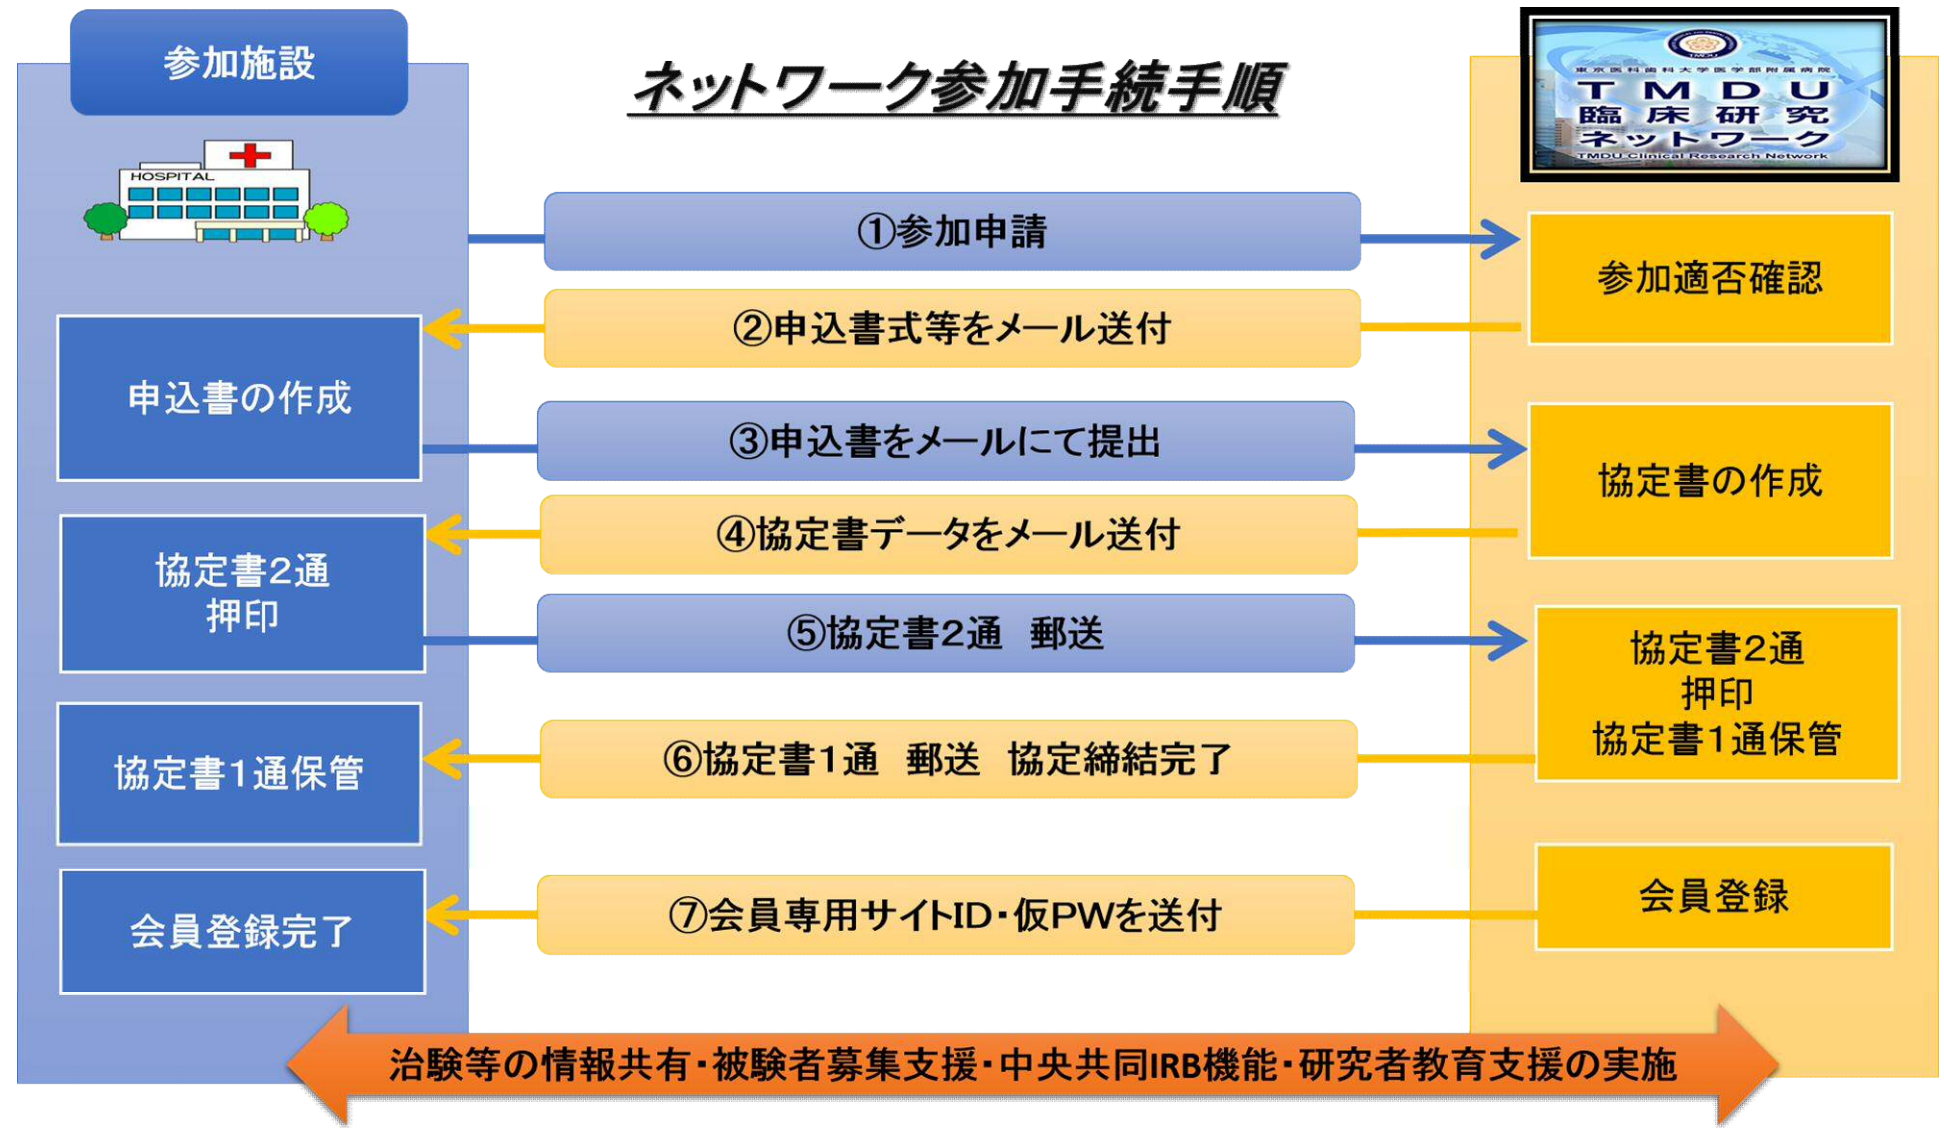 参加施設
ネットワーク参加手続手順
TMDU
東京医科歯科大学医学部附属病院
TMDU
臨床研究
ネットワーク
TMDU Clinical Research Network
HOSPITAL
①参加申請
参加適否確認
②申込書式等をメール送付
申込書の作成
③申込書をメールにて提出
協定書の作成
④協定書データをメール送付
協定書2通
押印
⑤協定書2通 郵送
協定書2通
押印
協定書1通保管
⑥協定書1通 郵送 協定締結完了
協定書1通保管
会員登録
⑦会員専用サイトID・仮PWを送付
会員登録完了
治験等の情報共有・被験者募集支援・中央共同IRB機能・研究者教育支援の実施